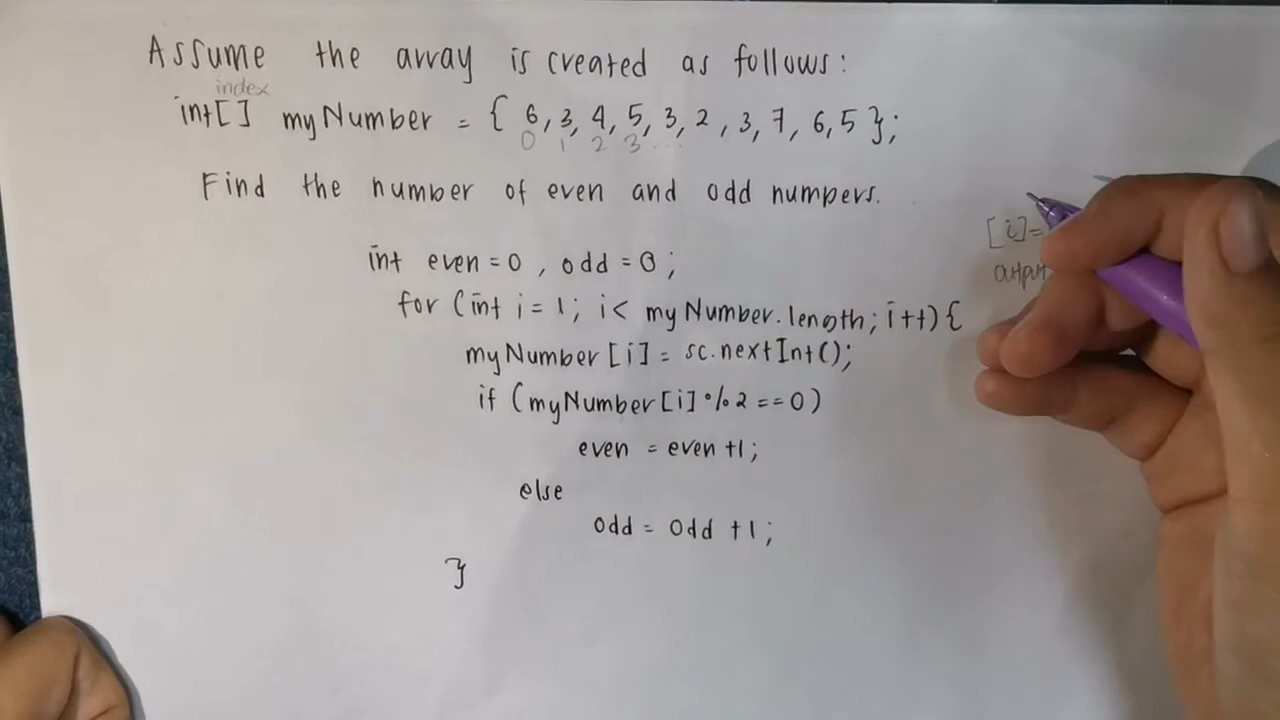 Assume the array is created as follows:
index
int[] myNumber = { 6, 3, 4, 5, 3, 2, 3, 7, 6, 5 };
0 1 2 3 ...
Find the number of even and odd numpers.
[i]=
output
int even = 0 , odd = 0 ;
for (int i = 1; i < myNumber.length; i++) {
myNumber [i] = sc.nextInt();
if (myNumber [i] % 2 == 0)
even = even +1;
else
odd = odd +1;
}